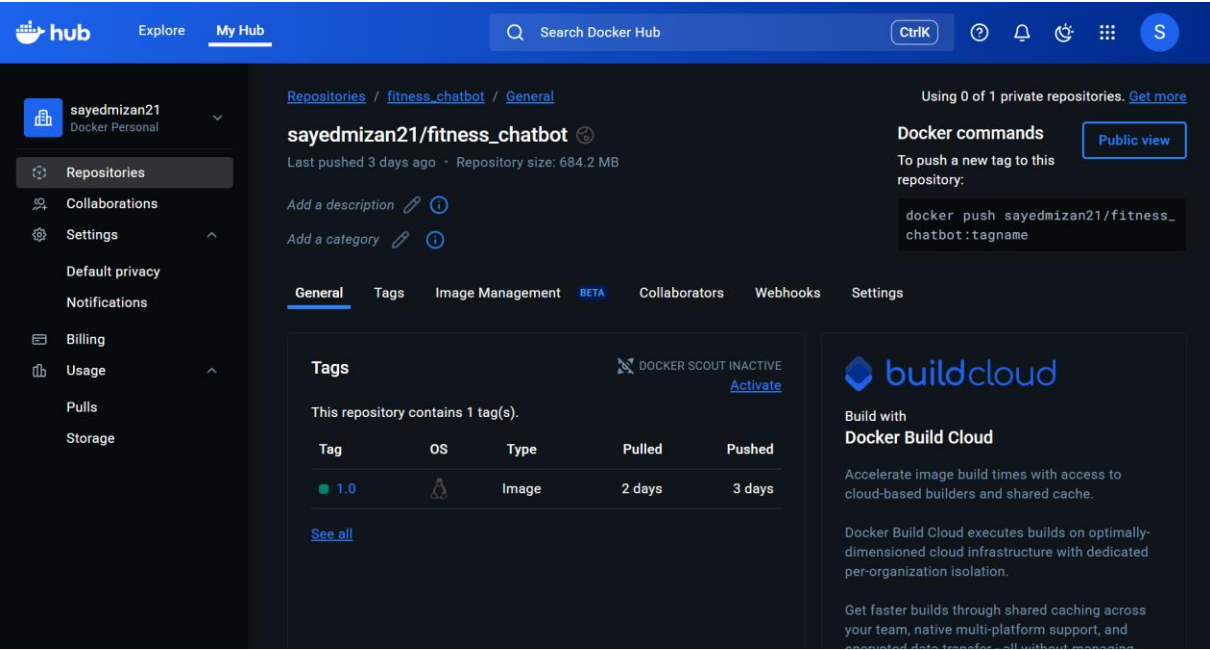 hub
Explore
My Hub
Search Docker Hub
CtrlK
S
sayedmizan21
Docker Personal
Repositories
Collaborations
Settings
Default privacy
Notifications
Billing
Usage
Pulls
Storage
Repositories / fitness_chatbot / General
Using 0 of 1 private repositories. Get more
sayedmizan21/fitness_chatbot
Last pushed 3 days ago · Repository size: 684.2 MB
Add a description
Add a category
Docker commands
Public view
To push a new tag to this
repository:
docker push sayedmizan21/fitness_
chatbot:tagname
General Tags Image Management BETA Collaborators Webhooks Settings
Tags
DOCKER SCOUT INACTIVE
Activate
This repository contains 1 tag(s).
Tag OS Type Pulled Pushed
1.0 Image 2 days 3 days
See all
buildcloud
Build with
Docker Build Cloud
Accelerate image build times with access to
cloud-based builders and shared cache.
Docker Build Cloud executes builds on optimally-
dimensioned cloud infrastructure with dedicated
per-organization isolation.
Get faster builds through shared caching across
your team, native multi-platform support, and
encrypted data transfer - all without managing